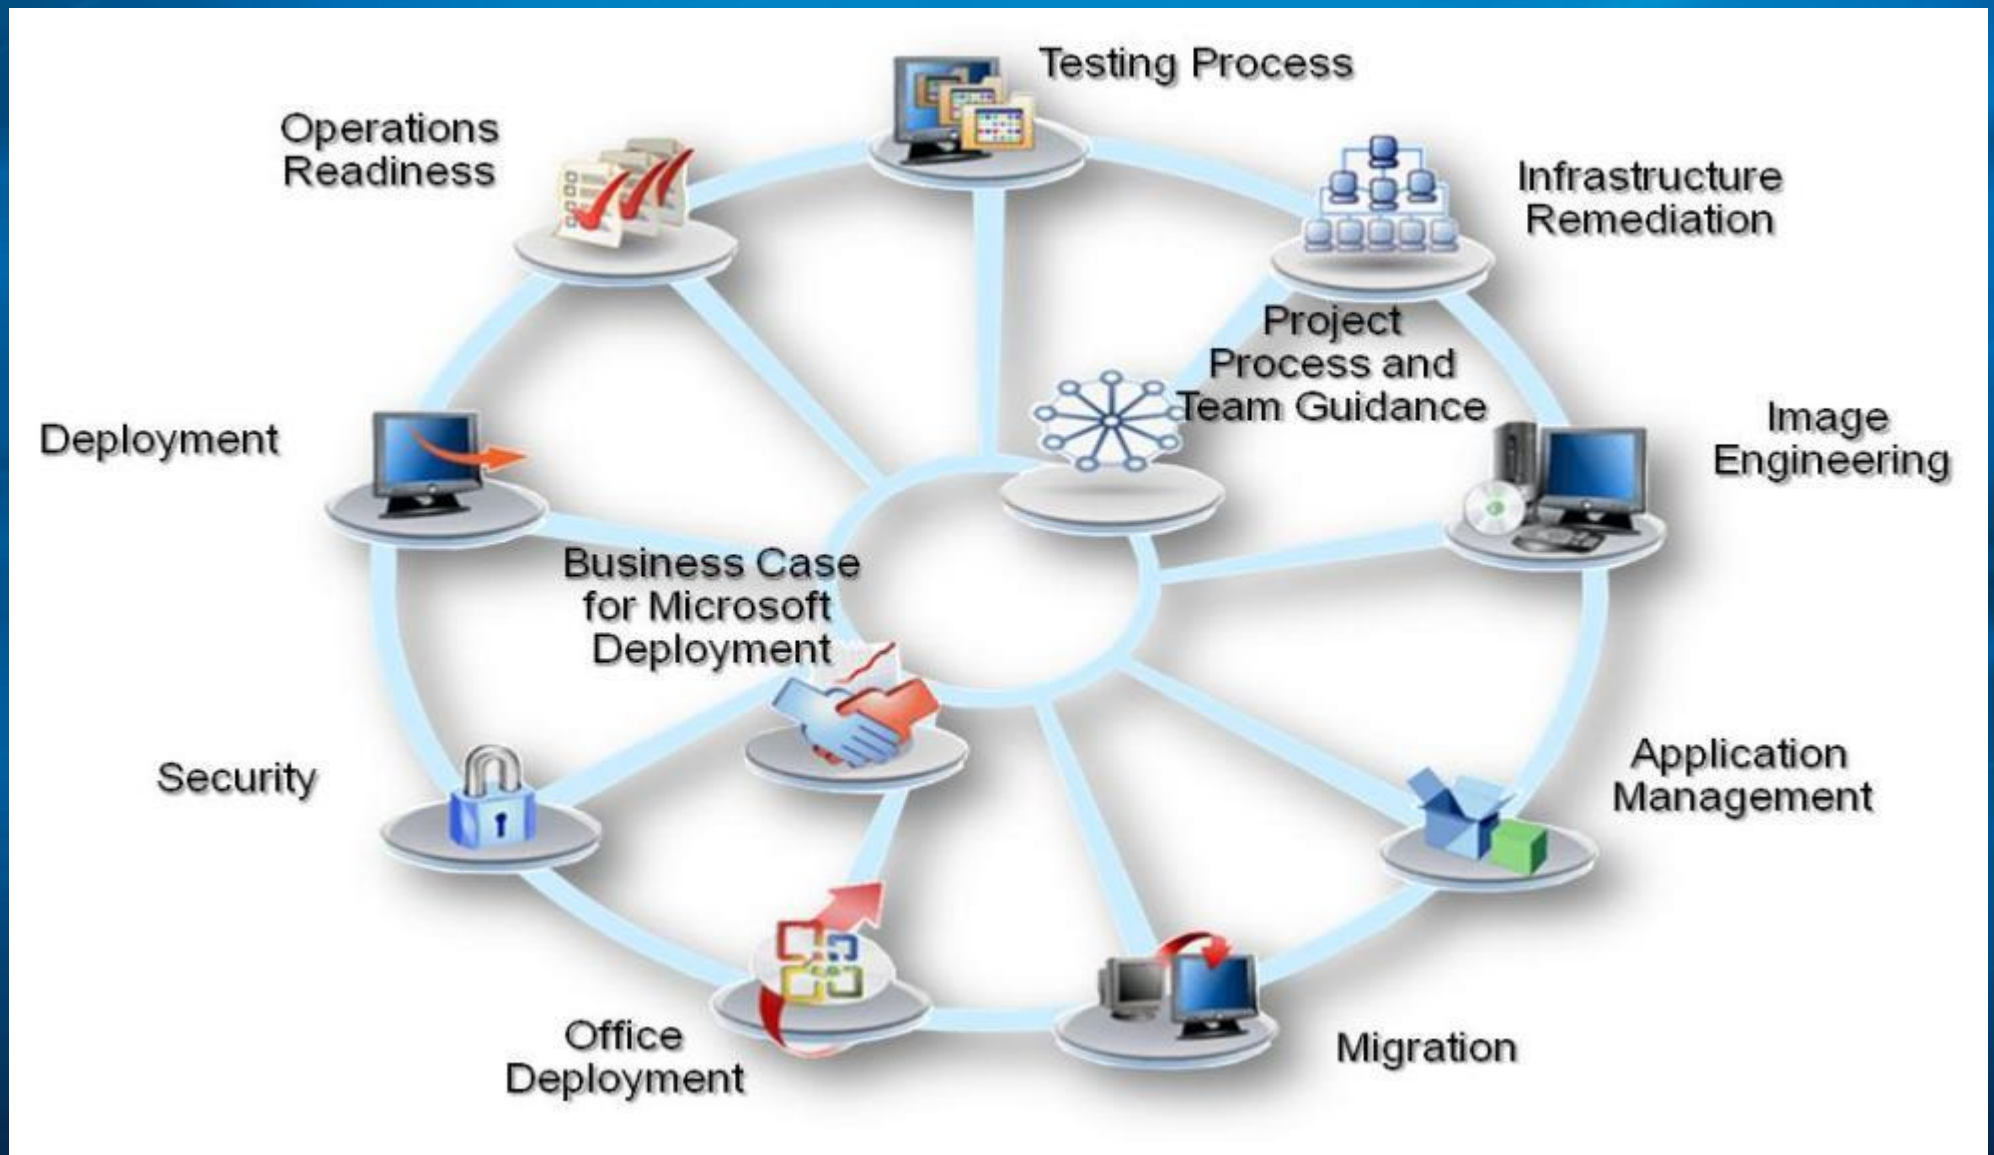 Testing Process
Operations
Readiness
Infrastructure
Remediation
Project
Process and
Team Guidance
Deployment
Image
Engineering
Business Case
for Microsoft
Deployment
Security
Application
Management
Office
Deployment
Migration